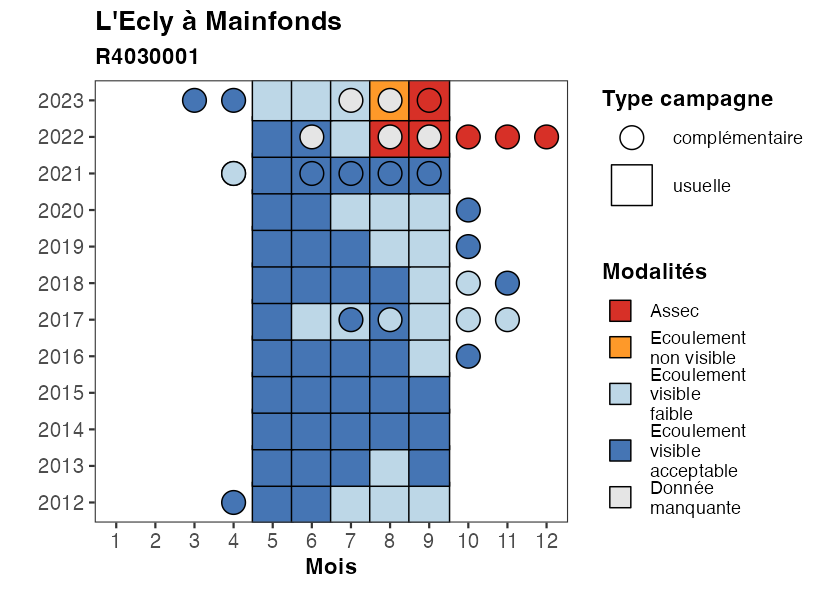 L'Ecly à Mainfonds
R4030001
2023
2022
2021
2020
2019
2018
2017
2016
2015
2014
2013
2012
1 2 3 4 5 6 7 8 9 10 11 12
Mois
Type campagne
complémentaire
usuelle
Modalités
Assec
Ecoulement
non visible
Ecoulement
visible
faible
Ecoulement
visible
acceptable
Donnée
manquante